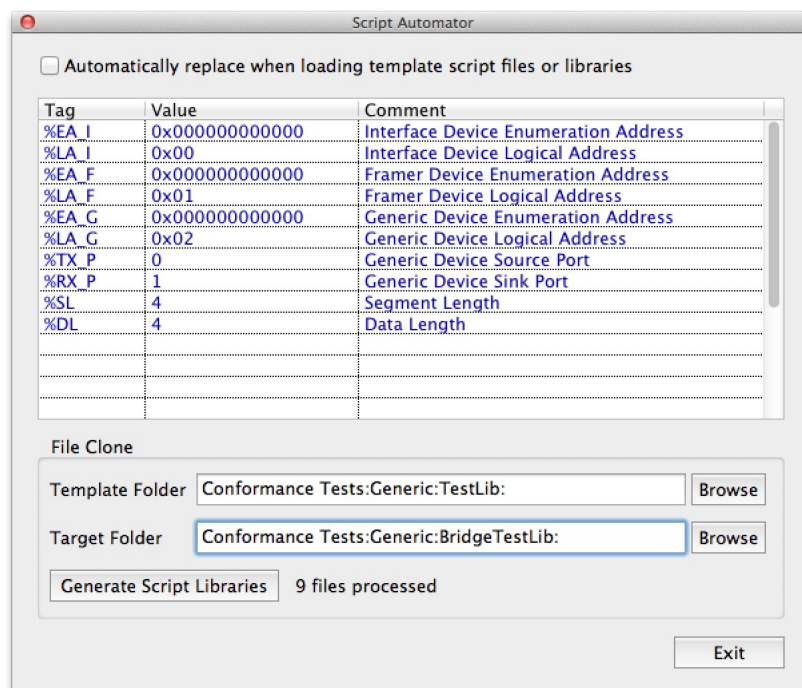 Script Automator
Automatically replace when loading template script files or libraries
Tag Value Comment
%EA_I 0x000000000000 Interface Device Enumeration Address
%LA_I 0x00 Interface Device Logical Address
%EA_F 0x000000000000 Framer Device Enumeration Address
%LA_F 0x01 Framer Device Logical Address
%EA_G 0x000000000000 Generic Device Enumeration Address
%LA_G 0x02 Generic Device Logical Address
%TX_P 0 Generic Device Source Port
%RX_P 1 Generic Device Sink Port
%SL 4 Segment Length
%DL 4 Data Length
File Clone
Template Folder Conformance Tests:Generic:TestLib: Browse
Target Folder Conformance Tests:Generic:BridgeTestLib: Browse
Generate Script Libraries 9 files processed
Exit